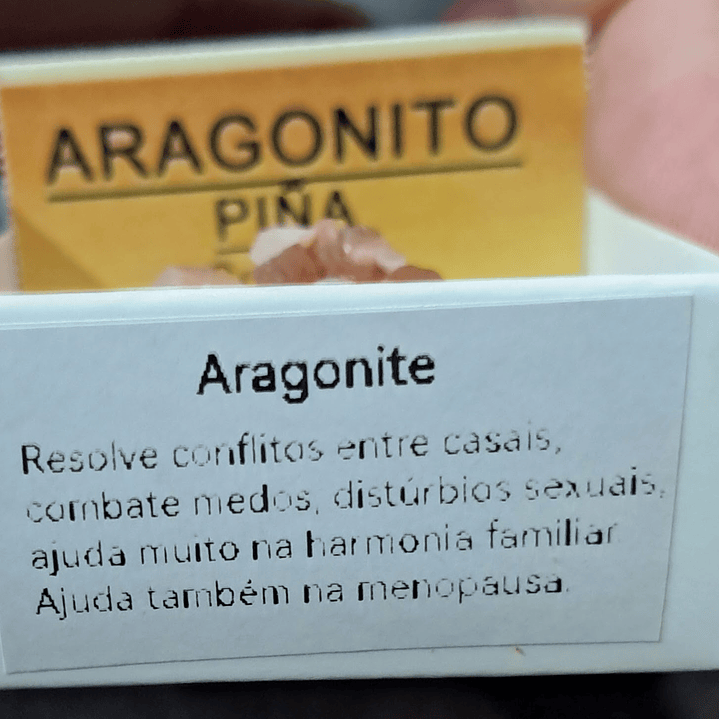 ARAGONITO
PIÑA
Aragonite
Resolve conflitos entre casais,
combate medos, distúrbios sexuais,
ajuda muito na harmonia familiar
Ajuda também na menopausa.